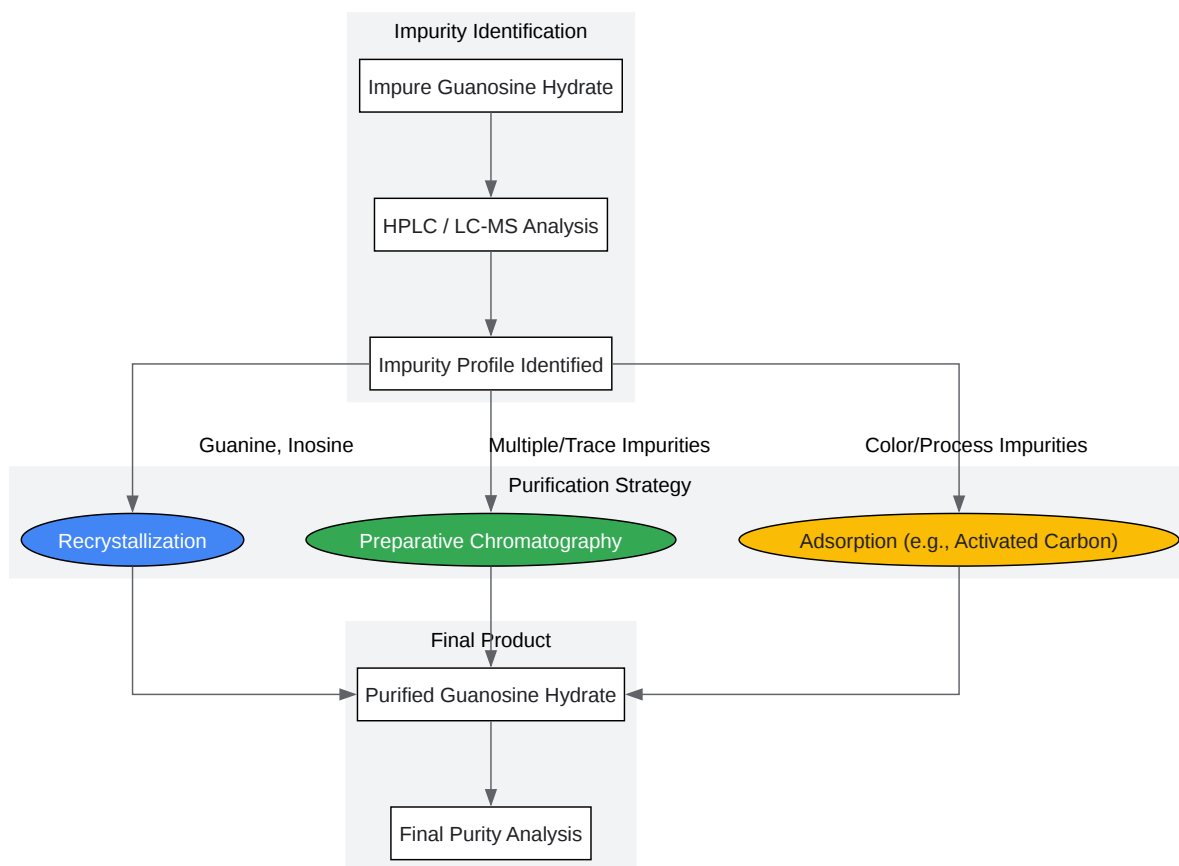 Impurity Identification
Impure Guanosine Hydrate
HPLC / LC-MS Analysis
Impurity Profile Identified
Guanine, Inosine
Multiple/Trace Impurities
Color/Process Impurities
Purification Strategy
Recrystallization
Preparative Chromatography
Adsorption (e.g., Activated Carbon)
Final Product
Purified Guanosine Hydrate
Final Purity Analysis